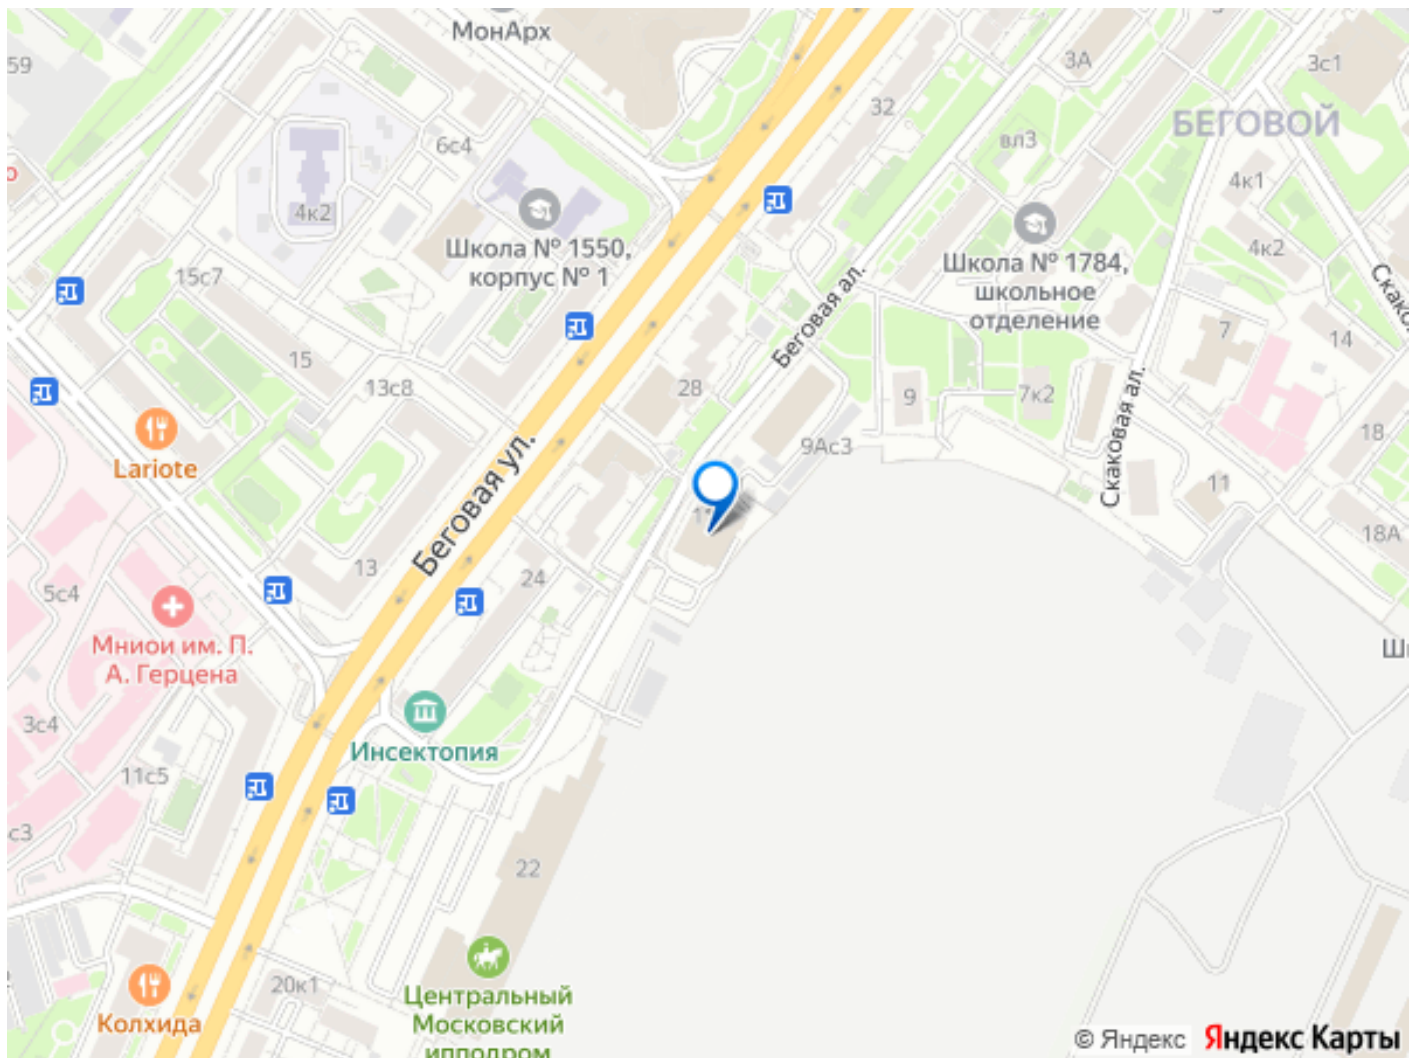 МонАрх
59
3А
3с1
32
БЕГОВОЙ
6с4
вл3
4к1
4к2
Школа № 1550,
корпус № 1
Школа № 1784,
школьное
отделение
4к2
15с7
Беговая ал.
15
14
7
13с8
28
9
7к2
Скаковая ал.
Lariote
9Ас3
18
Беговая ул.
11
18А
13
24
5с4
Мниои им. П.
А. Герцена
3с4
Инсектопия
11с5
с3
22
20к1
Колхида
Центральный
Московский
ипподром
© Яндекс Яндекс Карты